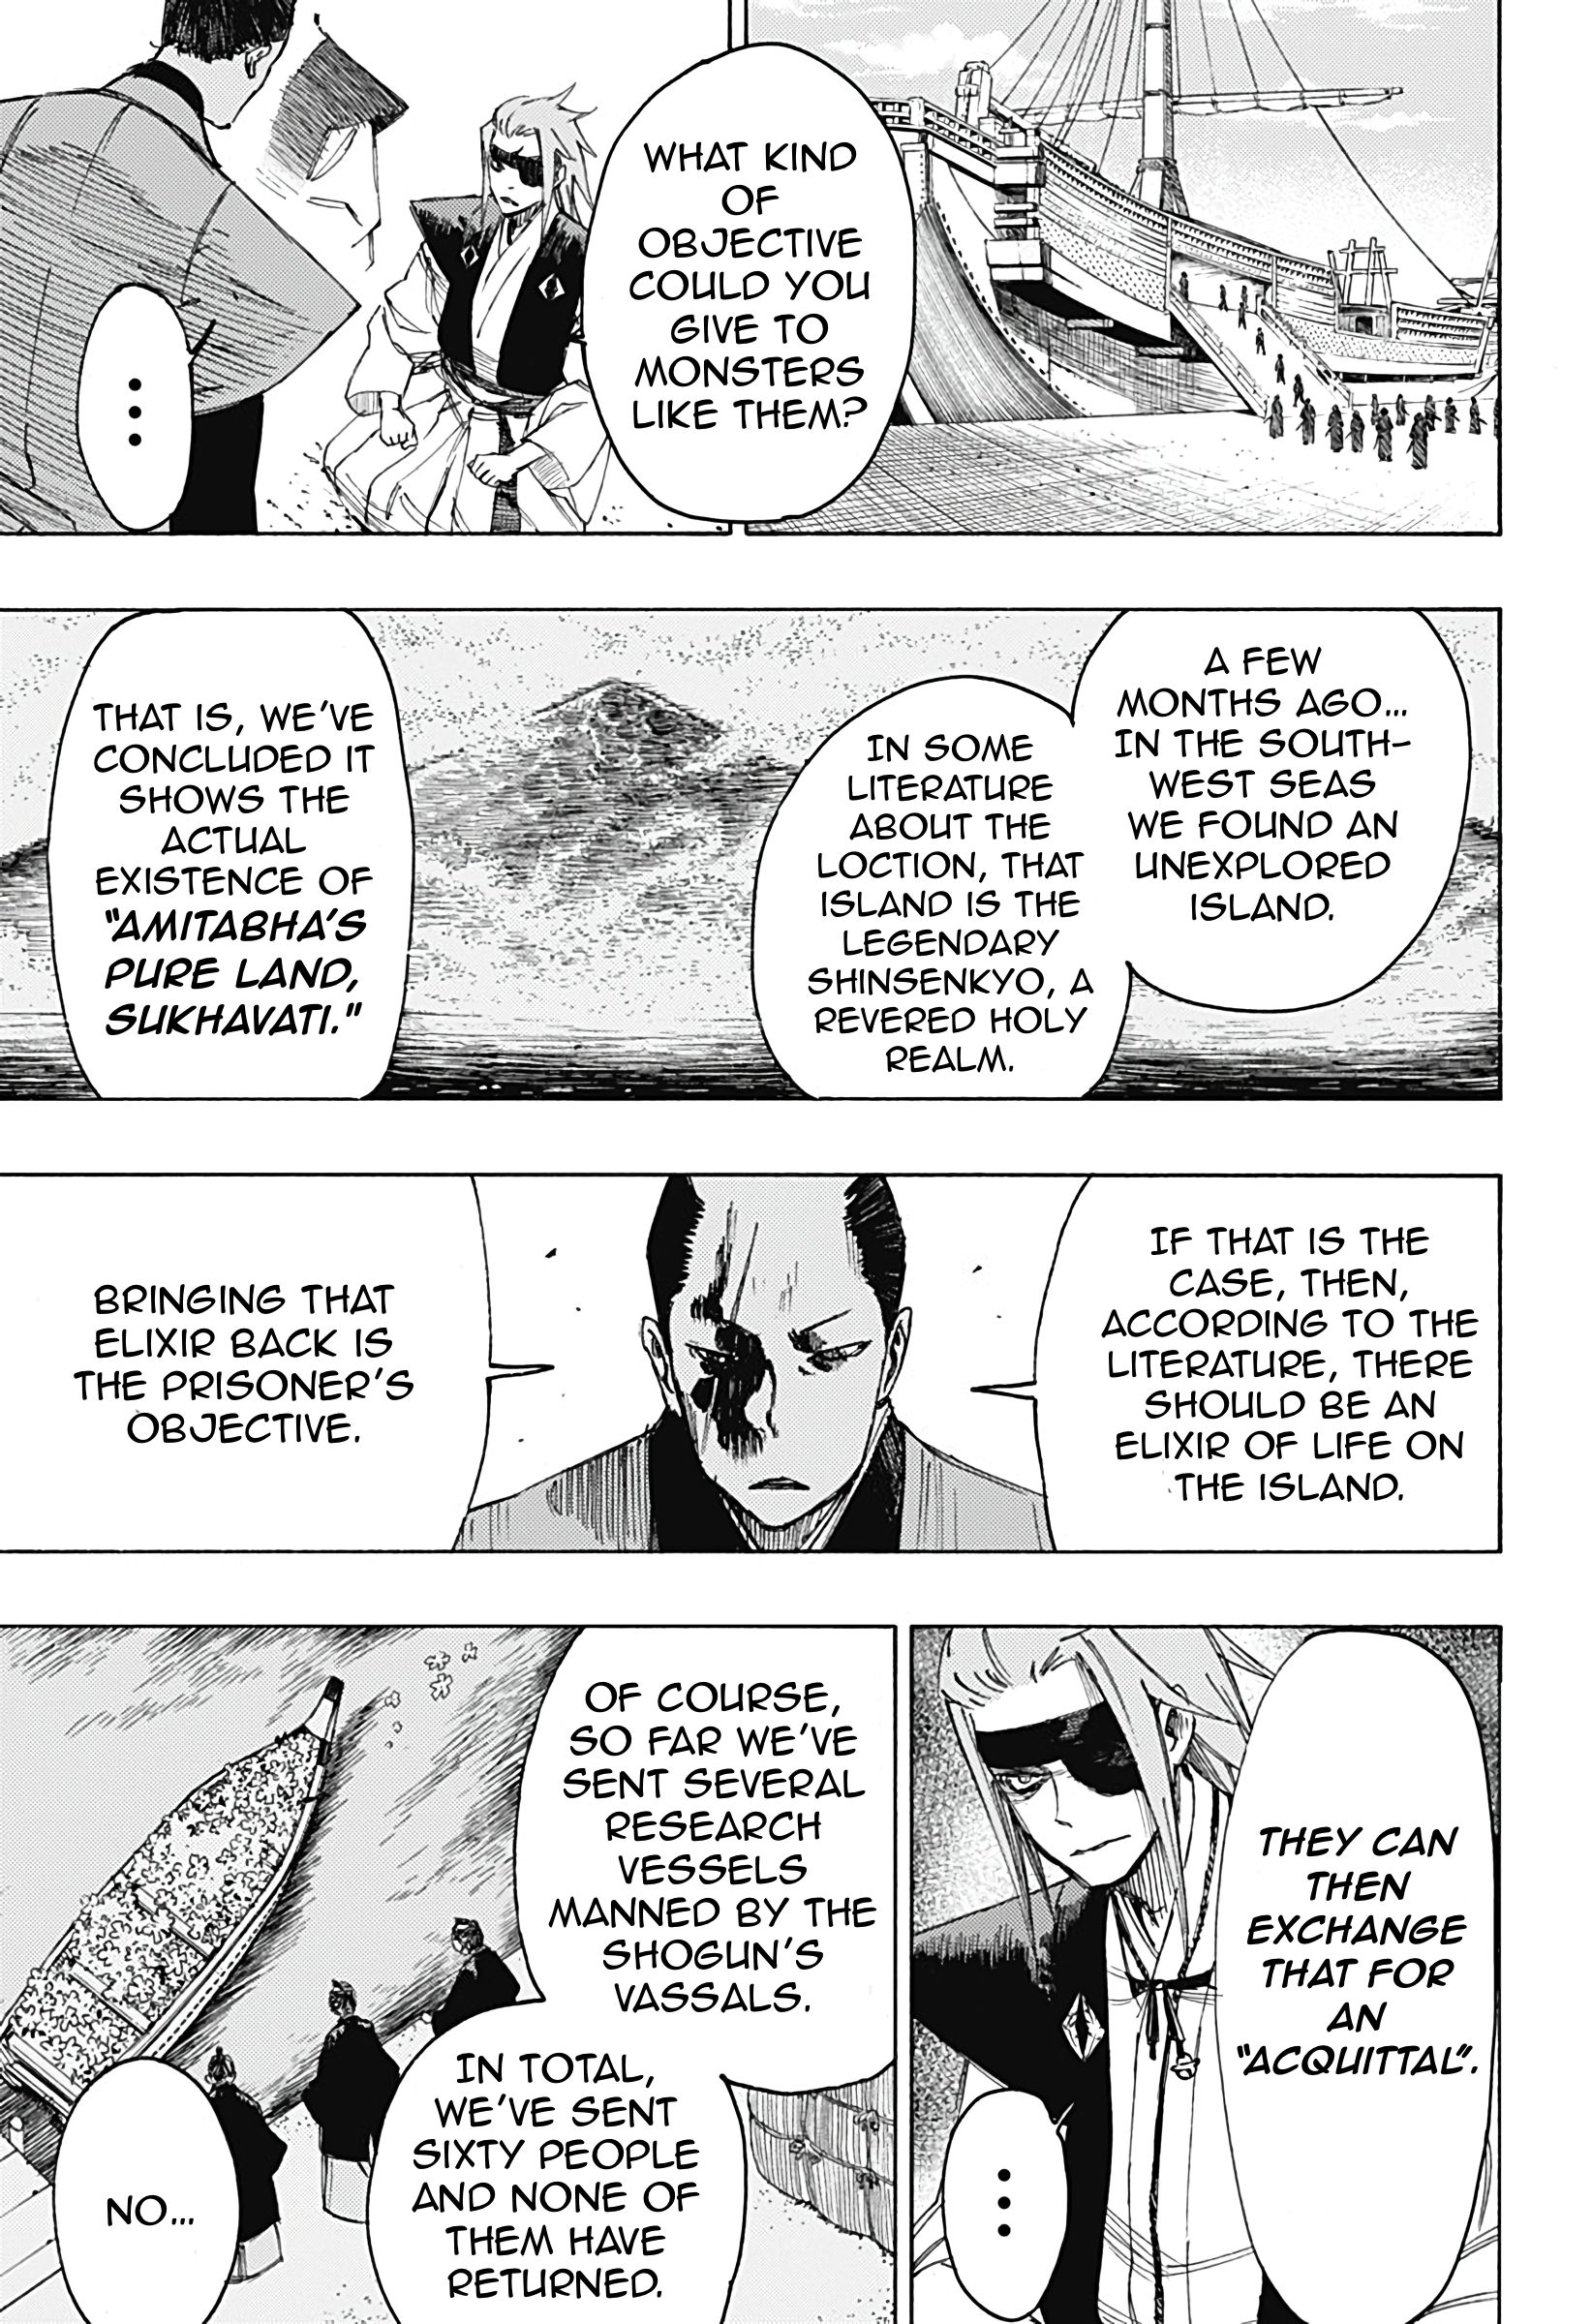 WHAT KIND
OF
OBJECTIVE
COULD YOU
GIVE TO
MONSTERS
LIKE THEM?
...
A FEW
MONTHS AGO...
IN THE SOUTH-
WEST SEAS
WE FOUND AN
UNEXPLORED
ISLAND.
IN SOME
LITERATURE
ABOUT THE
LOCTION, THAT
ISLAND IS THE
LEGENDARY
SHINSENKYO, A
REVERED HOLY
REALM.
THAT IS, WE'VE
CONCLUDED IT
SHOWS THE
ACTUAL
EXISTENCE OF
"AMITABHA'S
PURE LAND,
SUKHAVATI."
IF THAT IS THE
CASE, THEN,
ACCORDING TO THE
LITERATURE, THERE
SHOULD BE AN
ELIXIR OF LIFE ON
THE ISLAND.
BRINGING THAT
ELIXIR BACK IS
THE PRISONER'S
OBJECTIVE.
THEY CAN
THEN
EXCHANGE
THAT FOR
AN
"ACQUITTAL".
...
OF COURSE,
SO FAR WE'VE
SENT SEVERAL
RESEARCH
VESSELS
MANNED BY THE
SHOGUN'S
VASSALS.
IN TOTAL,
WE'VE SENT
SIXTY PEOPLE
AND NONE OF
THEM HAVE
RETURNED.
NO...